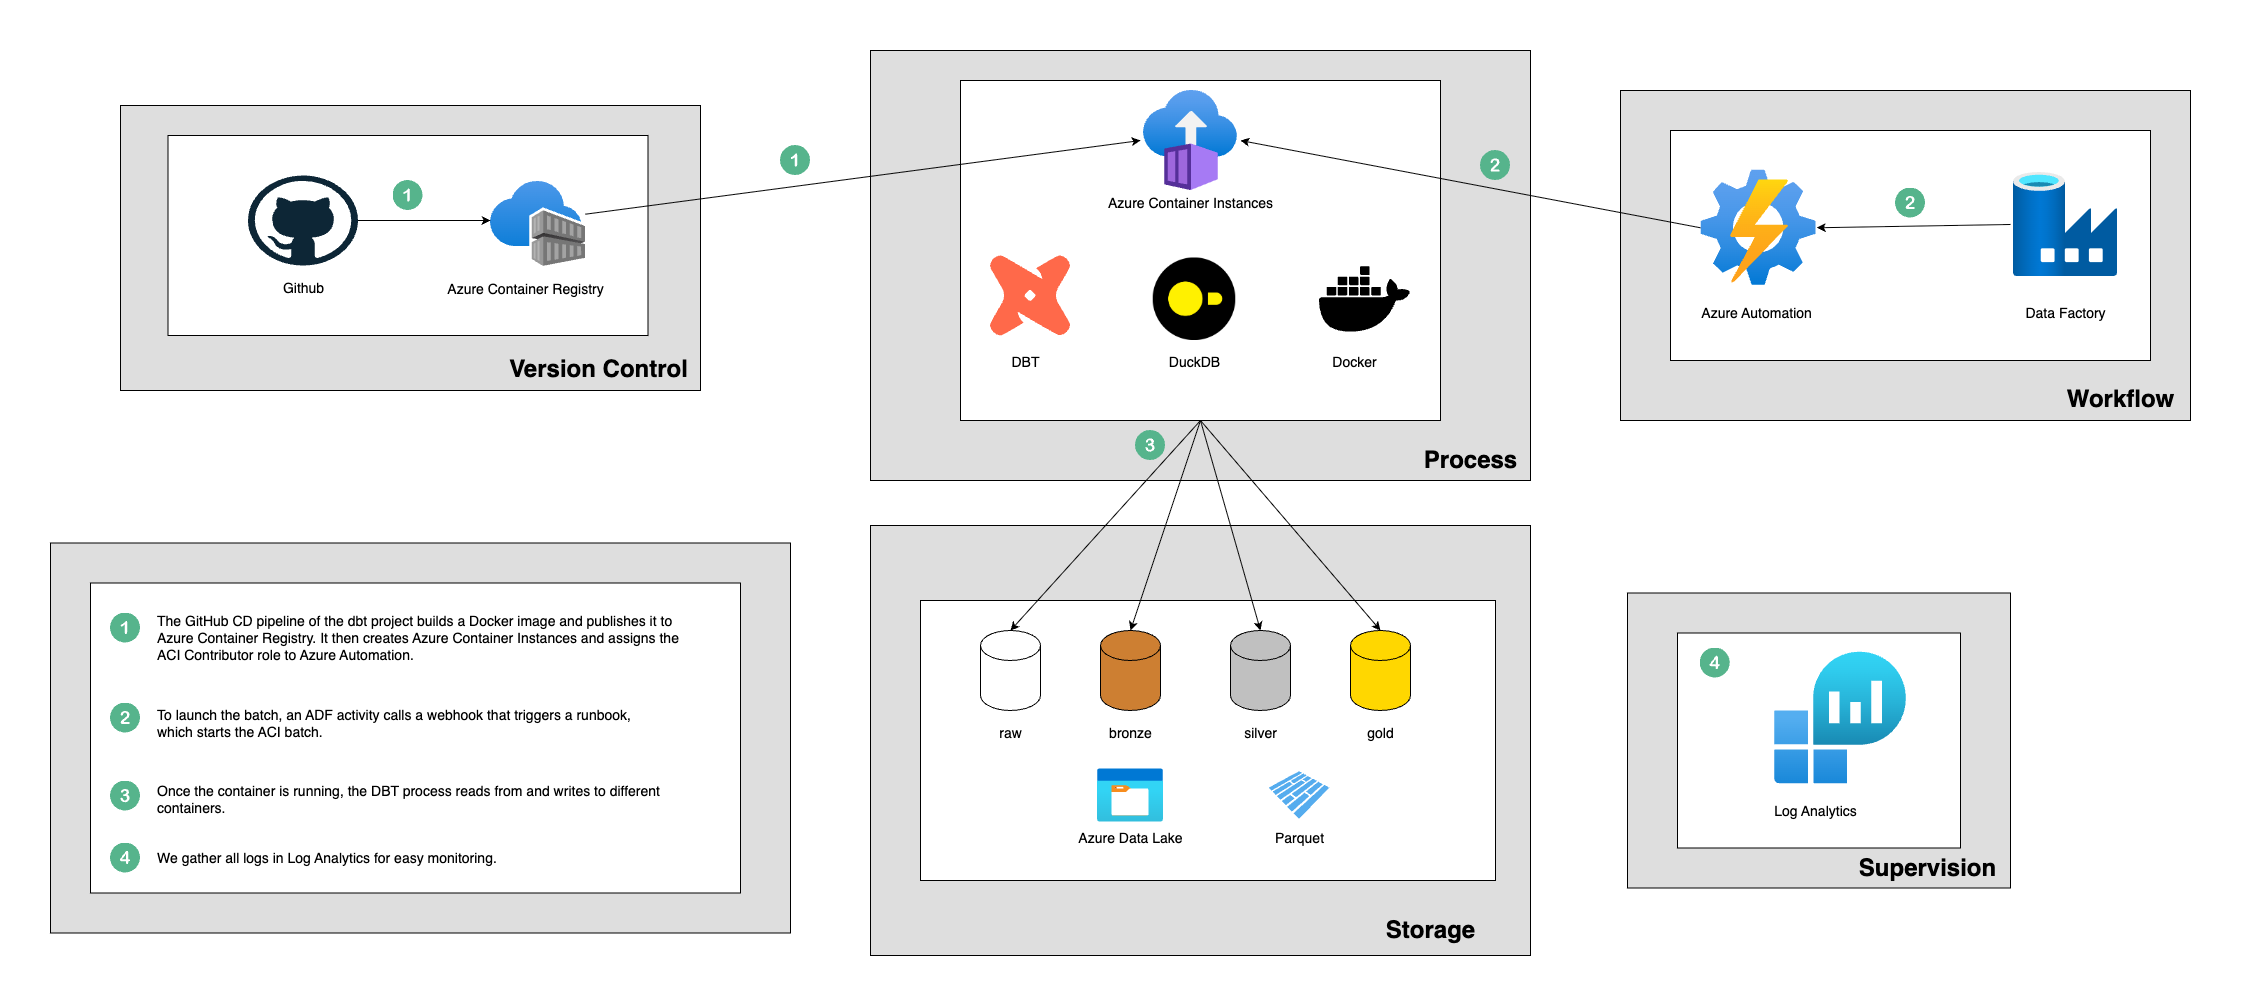 1
Github
Azure Container Registry
Version Control
1
Azure Container Instances
DBT
DuckDB
Docker
Process
2
2
Azure Automation
Data Factory
Workflow
3
1
The GitHub CD pipeline of the dbt project builds a Docker image and publishes it to
Azure Container Registry. It then creates Azure Container Instances and assigns the
ACI Contributor role to Azure Automation.
2
To launch the batch, an ADF activity calls a webhook that triggers a runbook,
which starts the ACI batch.
3
Once the container is running, the DBT process reads from and writes to different
containers.
4
We gather all logs in Log Analytics for easy monitoring.
raw
bronze
silver
gold
Azure Data Lake
Parquet
Storage
4
Log Analytics
Supervision